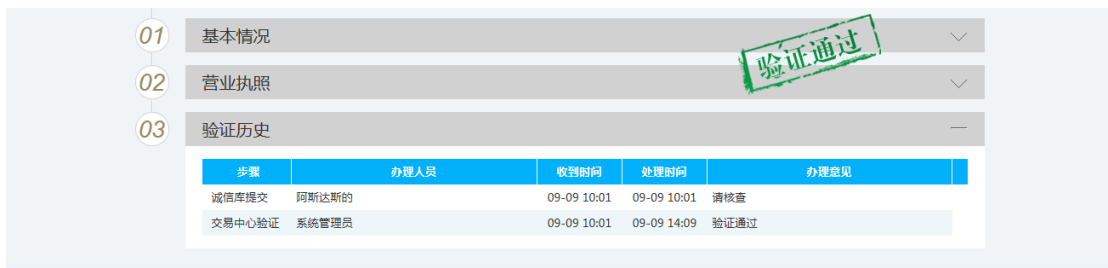 01 基本情况
验证通过
02 营业执照
03 验证历史
步骤 办理人员 收到时间 处理时间 办理意见
诚信库提交 阿斯达斯的 09-09 10:01 09-09 10:01 请核查
交易中心验证 系统管理员 09-09 10:01 09-09 14:09 验证通过